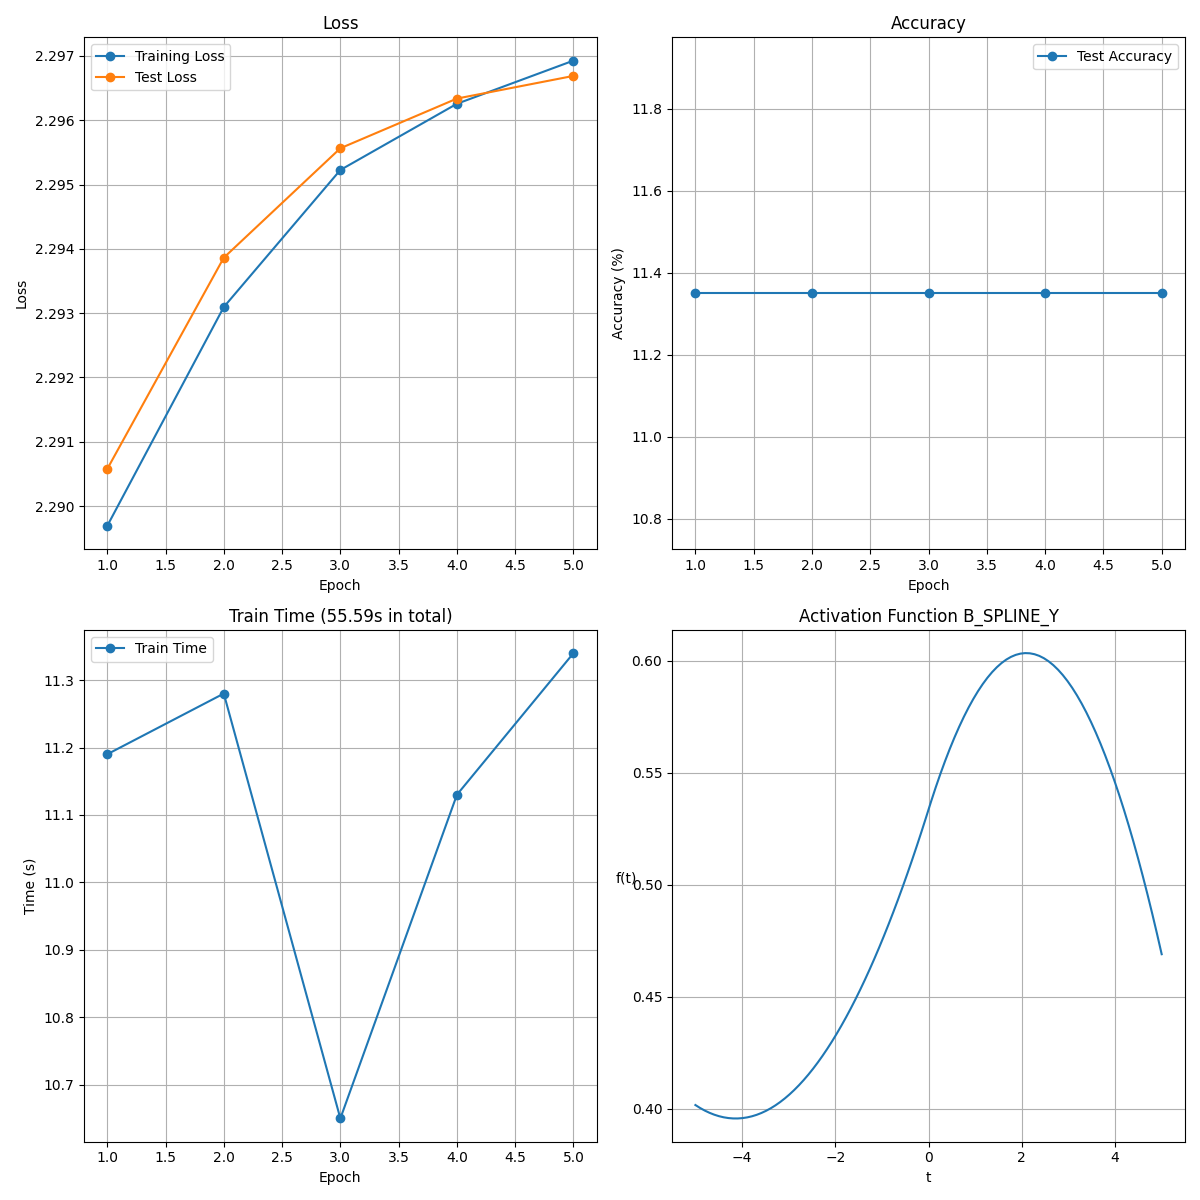 Loss
Training Loss
Test Loss
2.297
2.296
2.295
2.294
2.293
2.292
2.291
2.290
Loss
1.0 1.5 2.0 2.5 3.0 3.5 4.0 4.5 5.0
Epoch
Accuracy
Test Accuracy
11.8
11.6
11.4
11.2
11.0
10.8
Accuracy (%)
1.0 1.5 2.0 2.5 3.0 3.5 4.0 4.5 5.0
Epoch
Train Time (55.59s in total)
Train Time
11.3
11.2
11.1
11.0
10.9
10.8
10.7
Time (s)
1.0 1.5 2.0 2.5 3.0 3.5 4.0 4.5 5.0
Epoch
Activation Function B_SPLINE_Y
0.60
0.55
0.50
0.45
0.40
f(t)
−4 −2 0 2 4
t